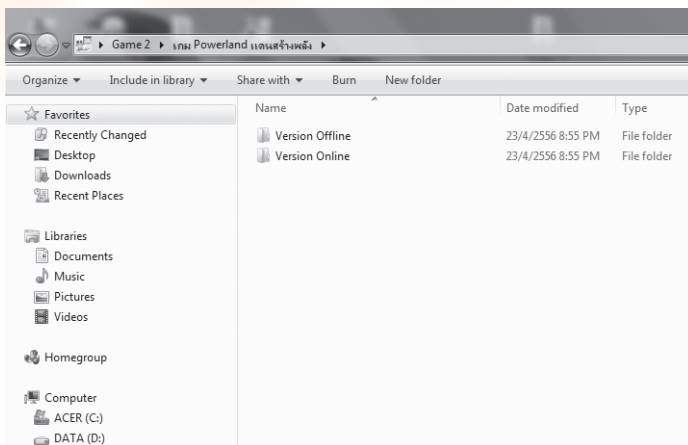 Game 2 ▸ เกม Powerland แดนสร้างพลัง ▸
Organize Include in library Share with Burn New folder
Favorites
Recently Changed
Desktop
Downloads
Recent Places
Libraries
Documents
Music
Pictures
Videos
Homegroup
Computer
ACER (C:)
DATA (D:)
Name Date modified Type
Version Offline 23/4/2556 8:55 PM File folder
Version Online 23/4/2556 8:55 PM File folder